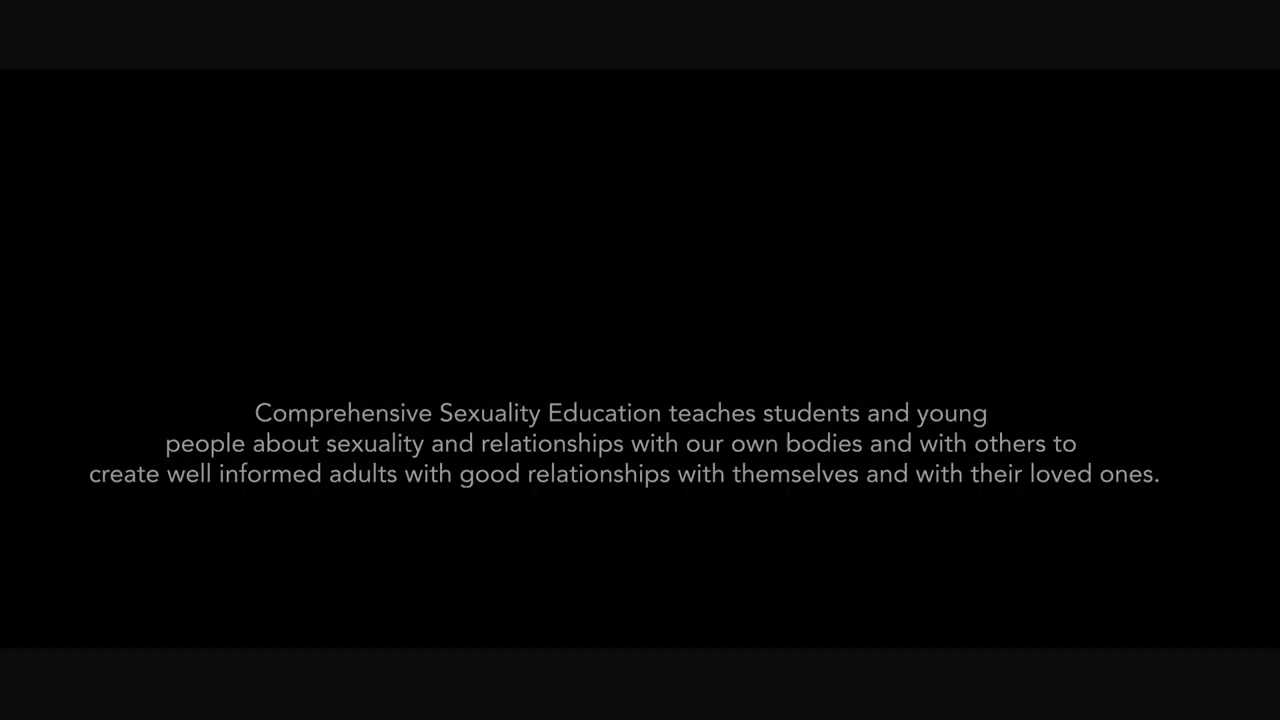 Comprehensive Sexuality Education teaches students and young
people about sexuality and relationships with our own bodies and with others to
create well informed adults with good relationships with themselves and with their loved ones.